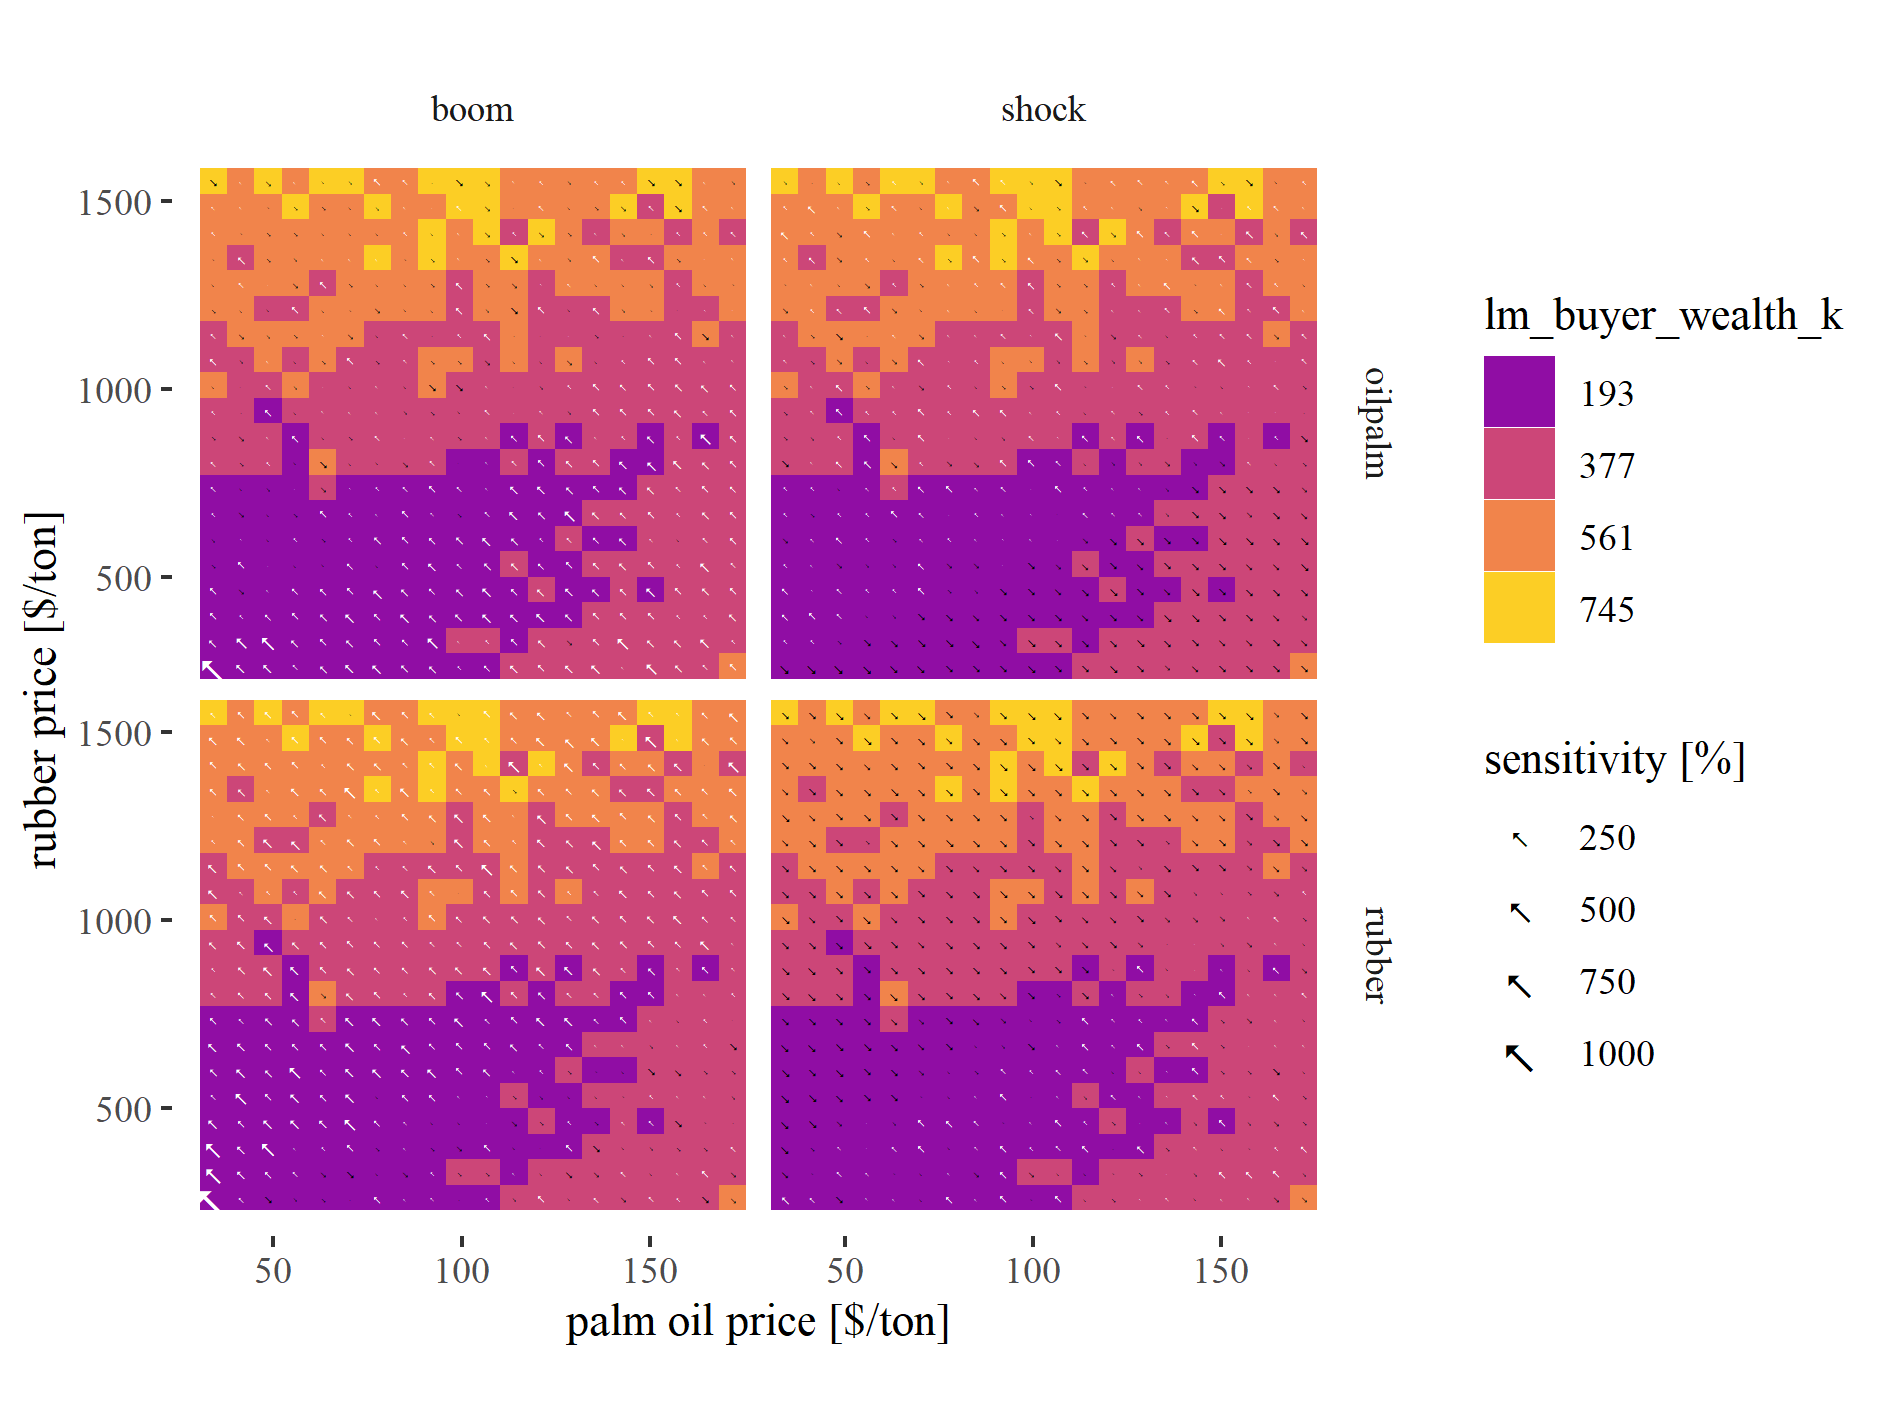 boom
shock
1500
1000
500
oilpalm
1500
1000
500
rubber
50
100
150
50
100
150
palm oil price [$/ton]
rubber price [$/ton]
lm_buyer_wealth_k
193
377
561
745
sensitivity [%]
250
500
750
1000